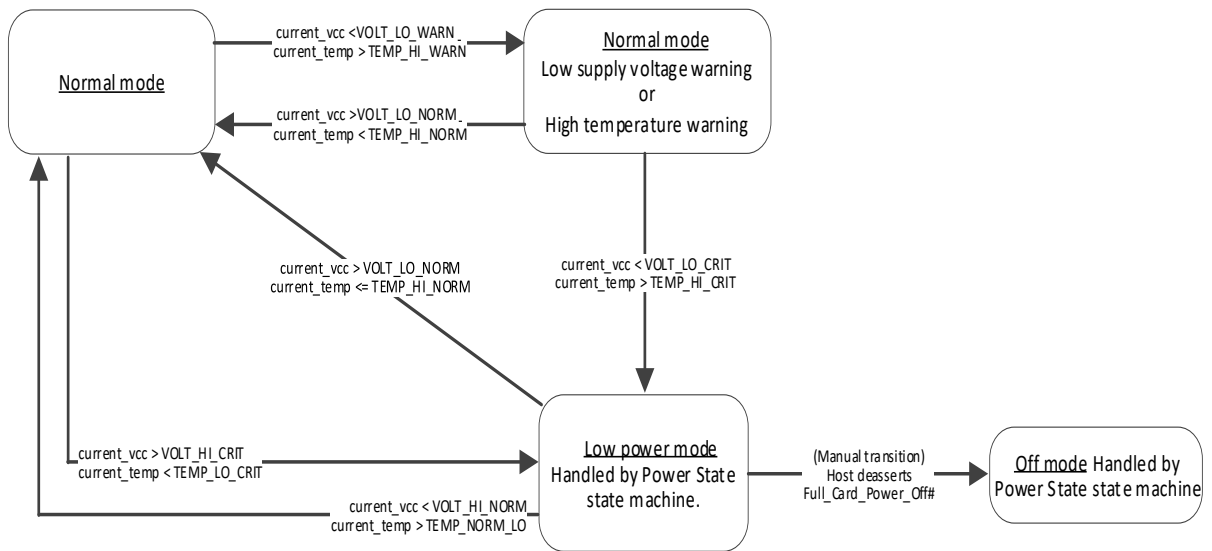 Normal mode
current_vcc <VOLT_LO_WARN_
current_temp > TEMP_HI_WARN
current_vcc >VOLT_LO_NORM_
current_temp < TEMP_HI_NORM
Normal mode
Low supply voltage warning
or
High temperature warning
current_vcc > VOLT_LO_NORM
current_temp <= TEMP_HI_NORM
current_vcc < VOLT_LO_CRIT
current_temp > TEMP_HI_CRIT
current_vcc > VOLT_HI_CRIT
current_temp < TEMP_LO_CRIT
current_vcc < VOLT_HI_NORM
current_temp > TEMP_NORM_LO
Low power mode
Handled by Power State
state machine.
(Manual transition)
Host deasserts
Full_Card_Power_Off#
Off mode Handled by
Power State state machine